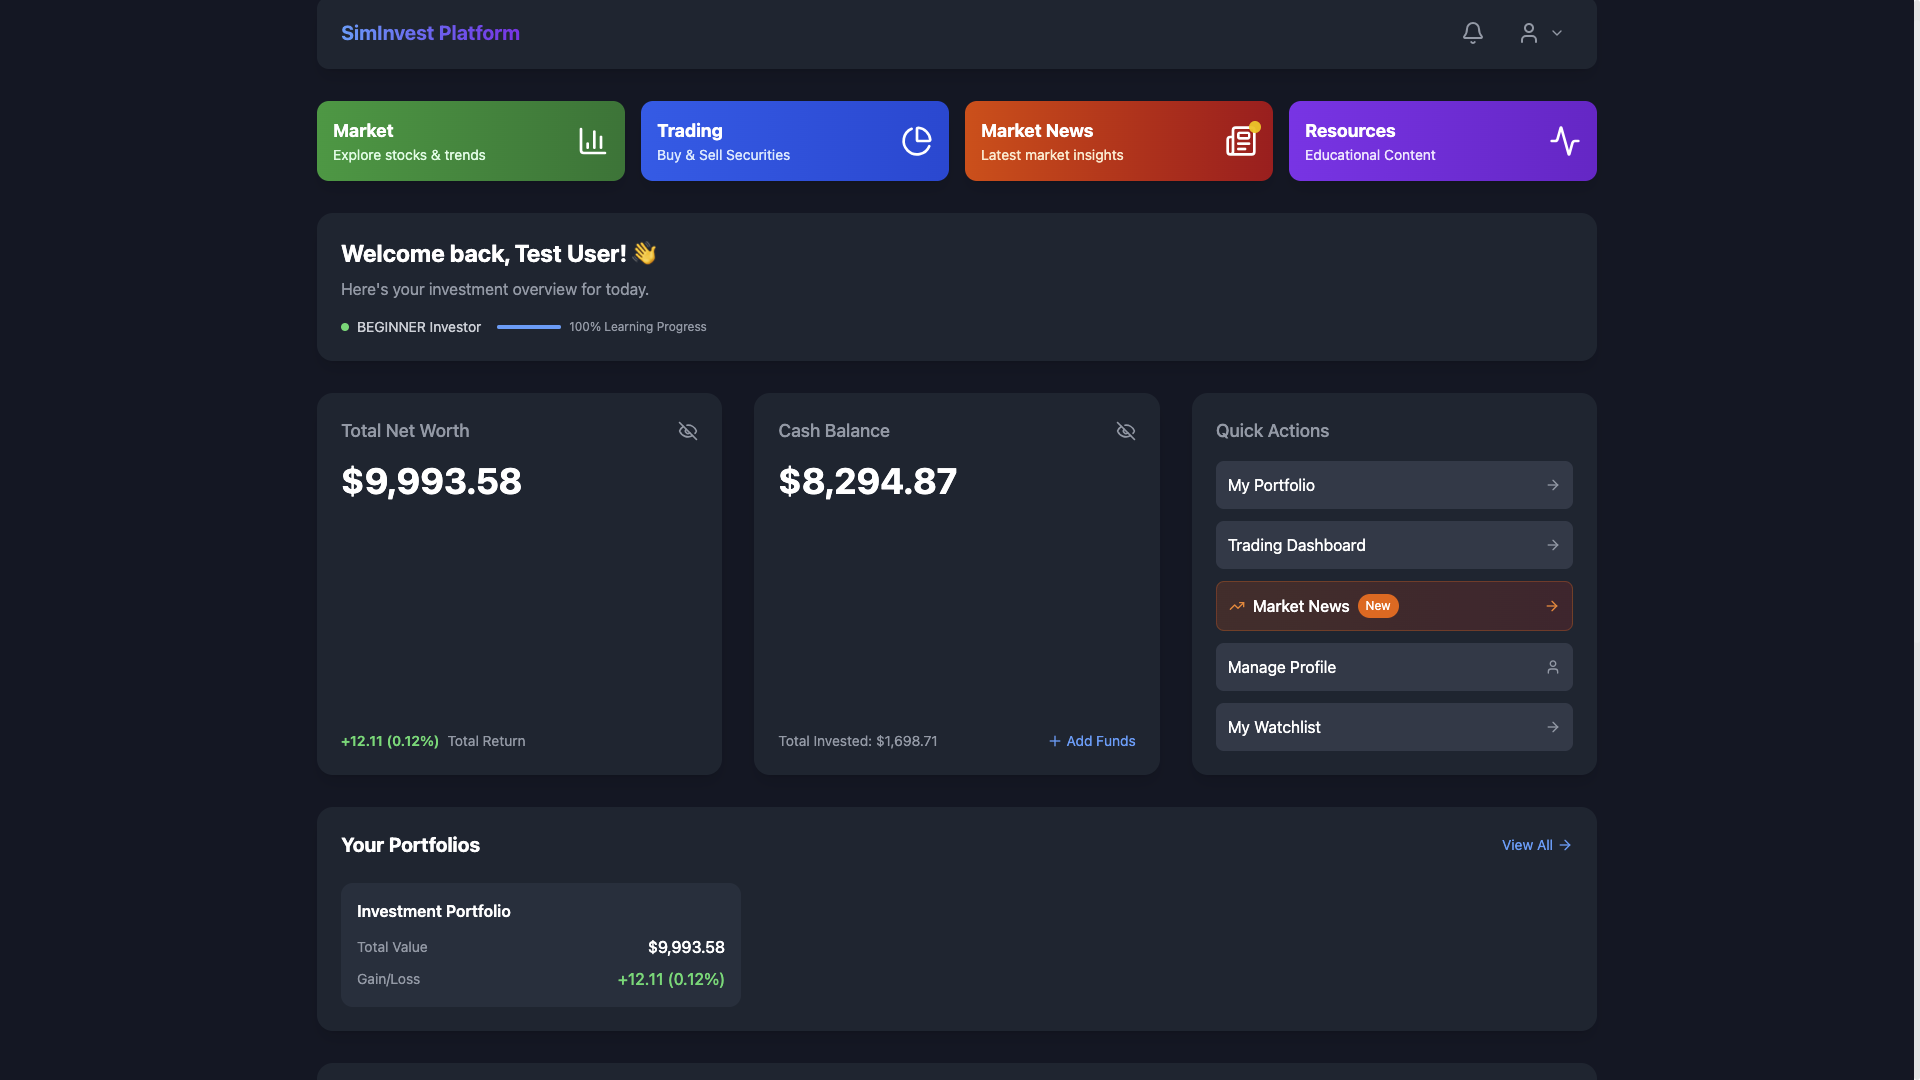 SimInvest Platform
Market
Explore stocks & trends
Trading
Buy & Sell Securities
Market News
Latest market insights
Resources
Educational Content
Welcome back, Test User! 👋
Here's your investment overview for today.
BEGINNER Investor 100% Learning Progress
Total Net Worth
$9,993.58
+12.11 (0.12%) Total Return
Cash Balance
$8,294.87
Total Invested: $1,698.71 + Add Funds
Quick Actions
My Portfolio
Trading Dashboard
Market News New
Manage Profile
My Watchlist
Your Portfolios View All
Investment Portfolio
Total Value $9,993.58
Gain/Loss +12.11 (0.12%)